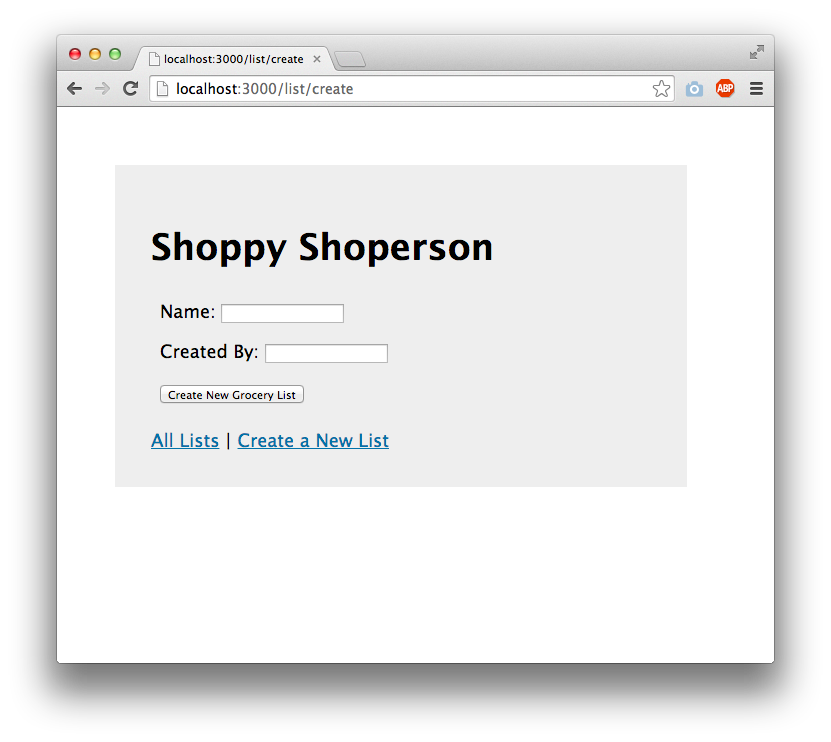 localhost:3000/list/create
localhost:3000/list/create
ABP
Shoppy Shoperson
Name:
Created By:
Create New Grocery List
All Lists | Create a New List